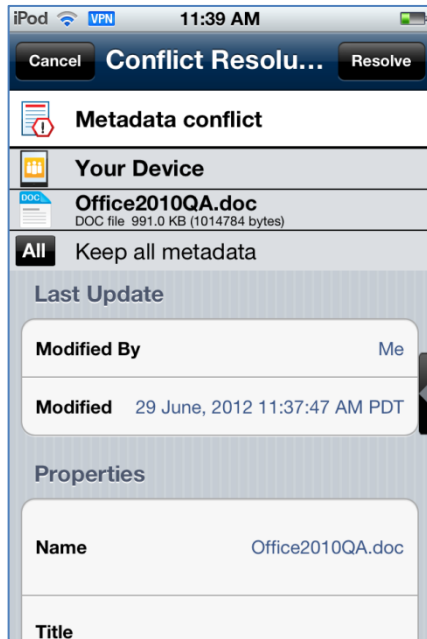 iPod VPN 11:39 AM
Cancel Conflict Resolu... Resolve
Metadata conflict
Your Device
DOC Office2010QA.doc
DOC file 991.0 KB (1014784 bytes)
All Keep all metadata
Last Update
Modified By Me
Modified 29 June, 2012 11:37:47 AM PDT
Properties
Name Office2010QA.doc
Title